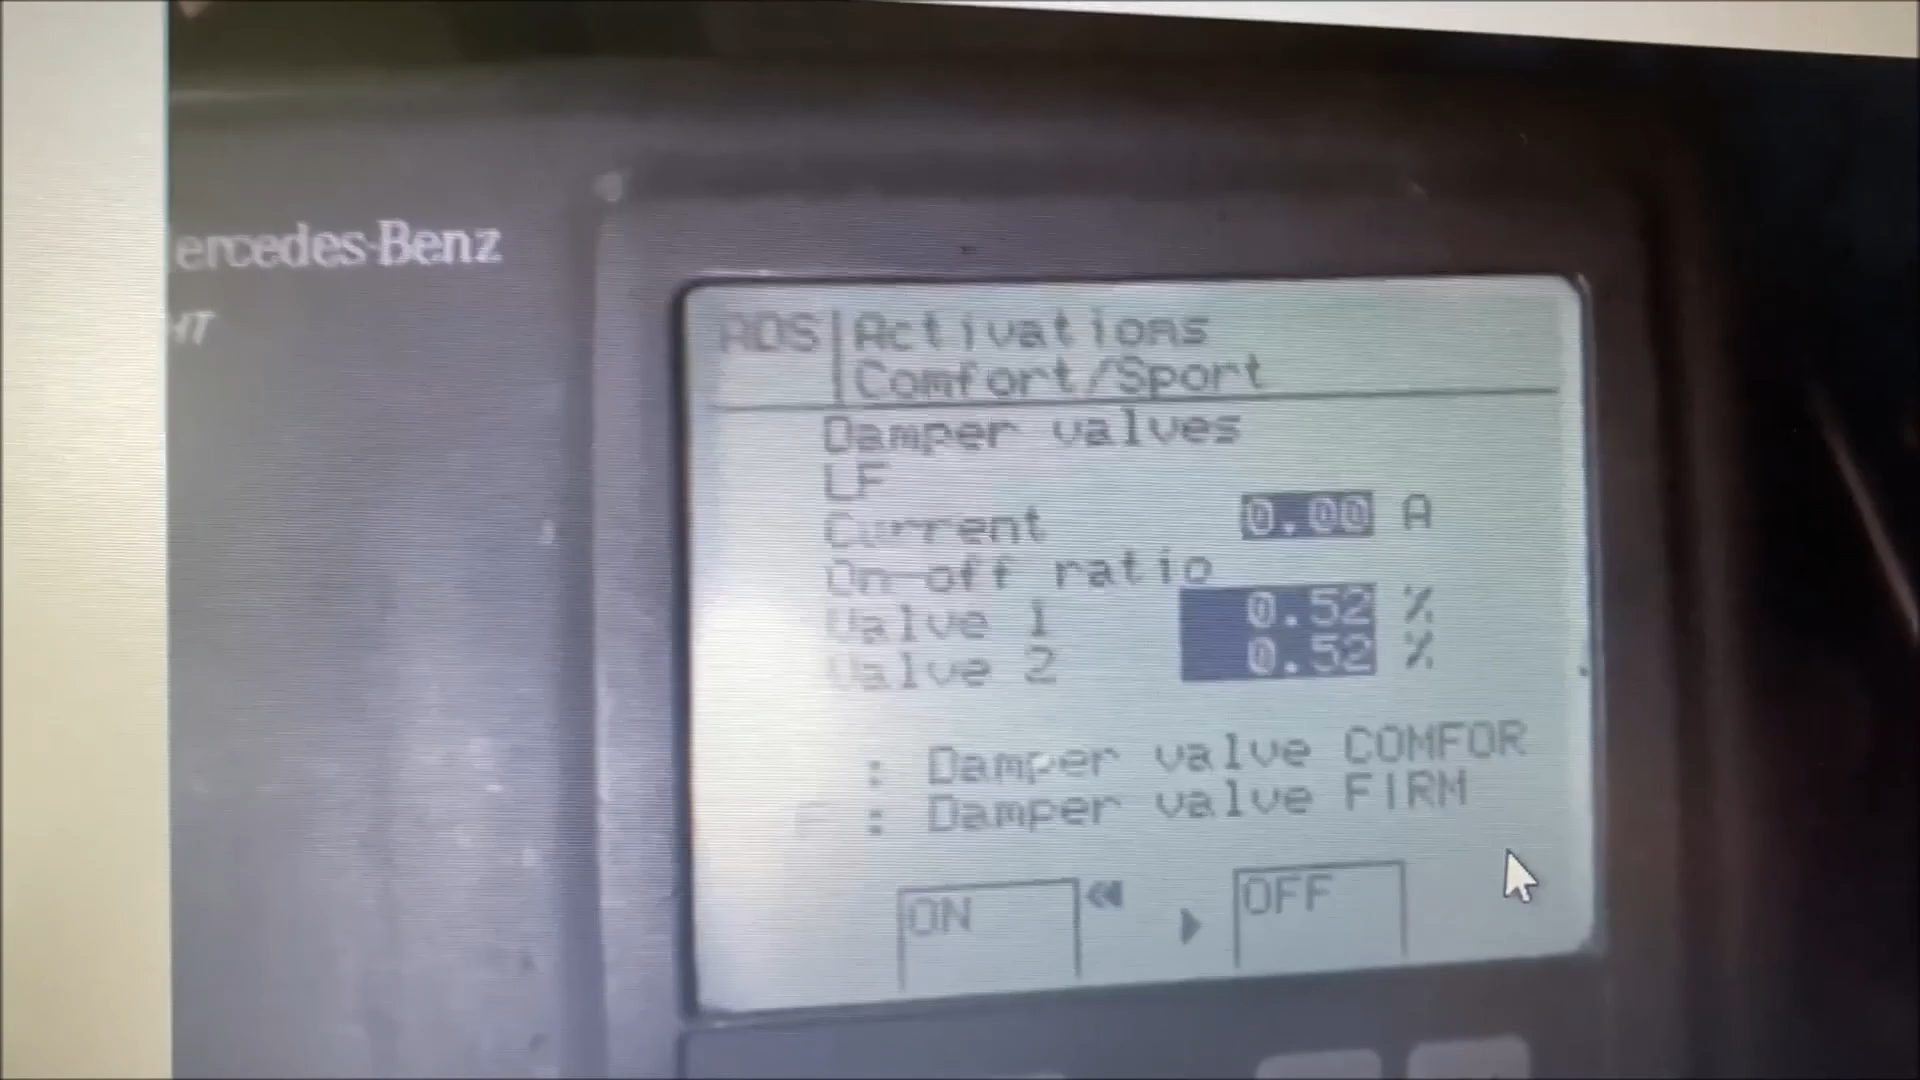 ercedes-Benz
HT
ADS Activations
Comfort/Sport
Damper valves
LF
Current 0.00 A
On-off ratio
Valve 1 0.52 %
Valve 2 0.52 %
: Damper valve COMFOR
F : Damper valve FIRM
ON OFF